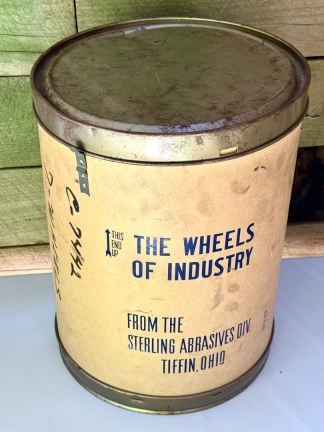 THIS
END
UP
THE WHEELS
OF INDUSTRY
FROM THE
STERLING ABRASIVES DIV.
TIFFIN, OHIO